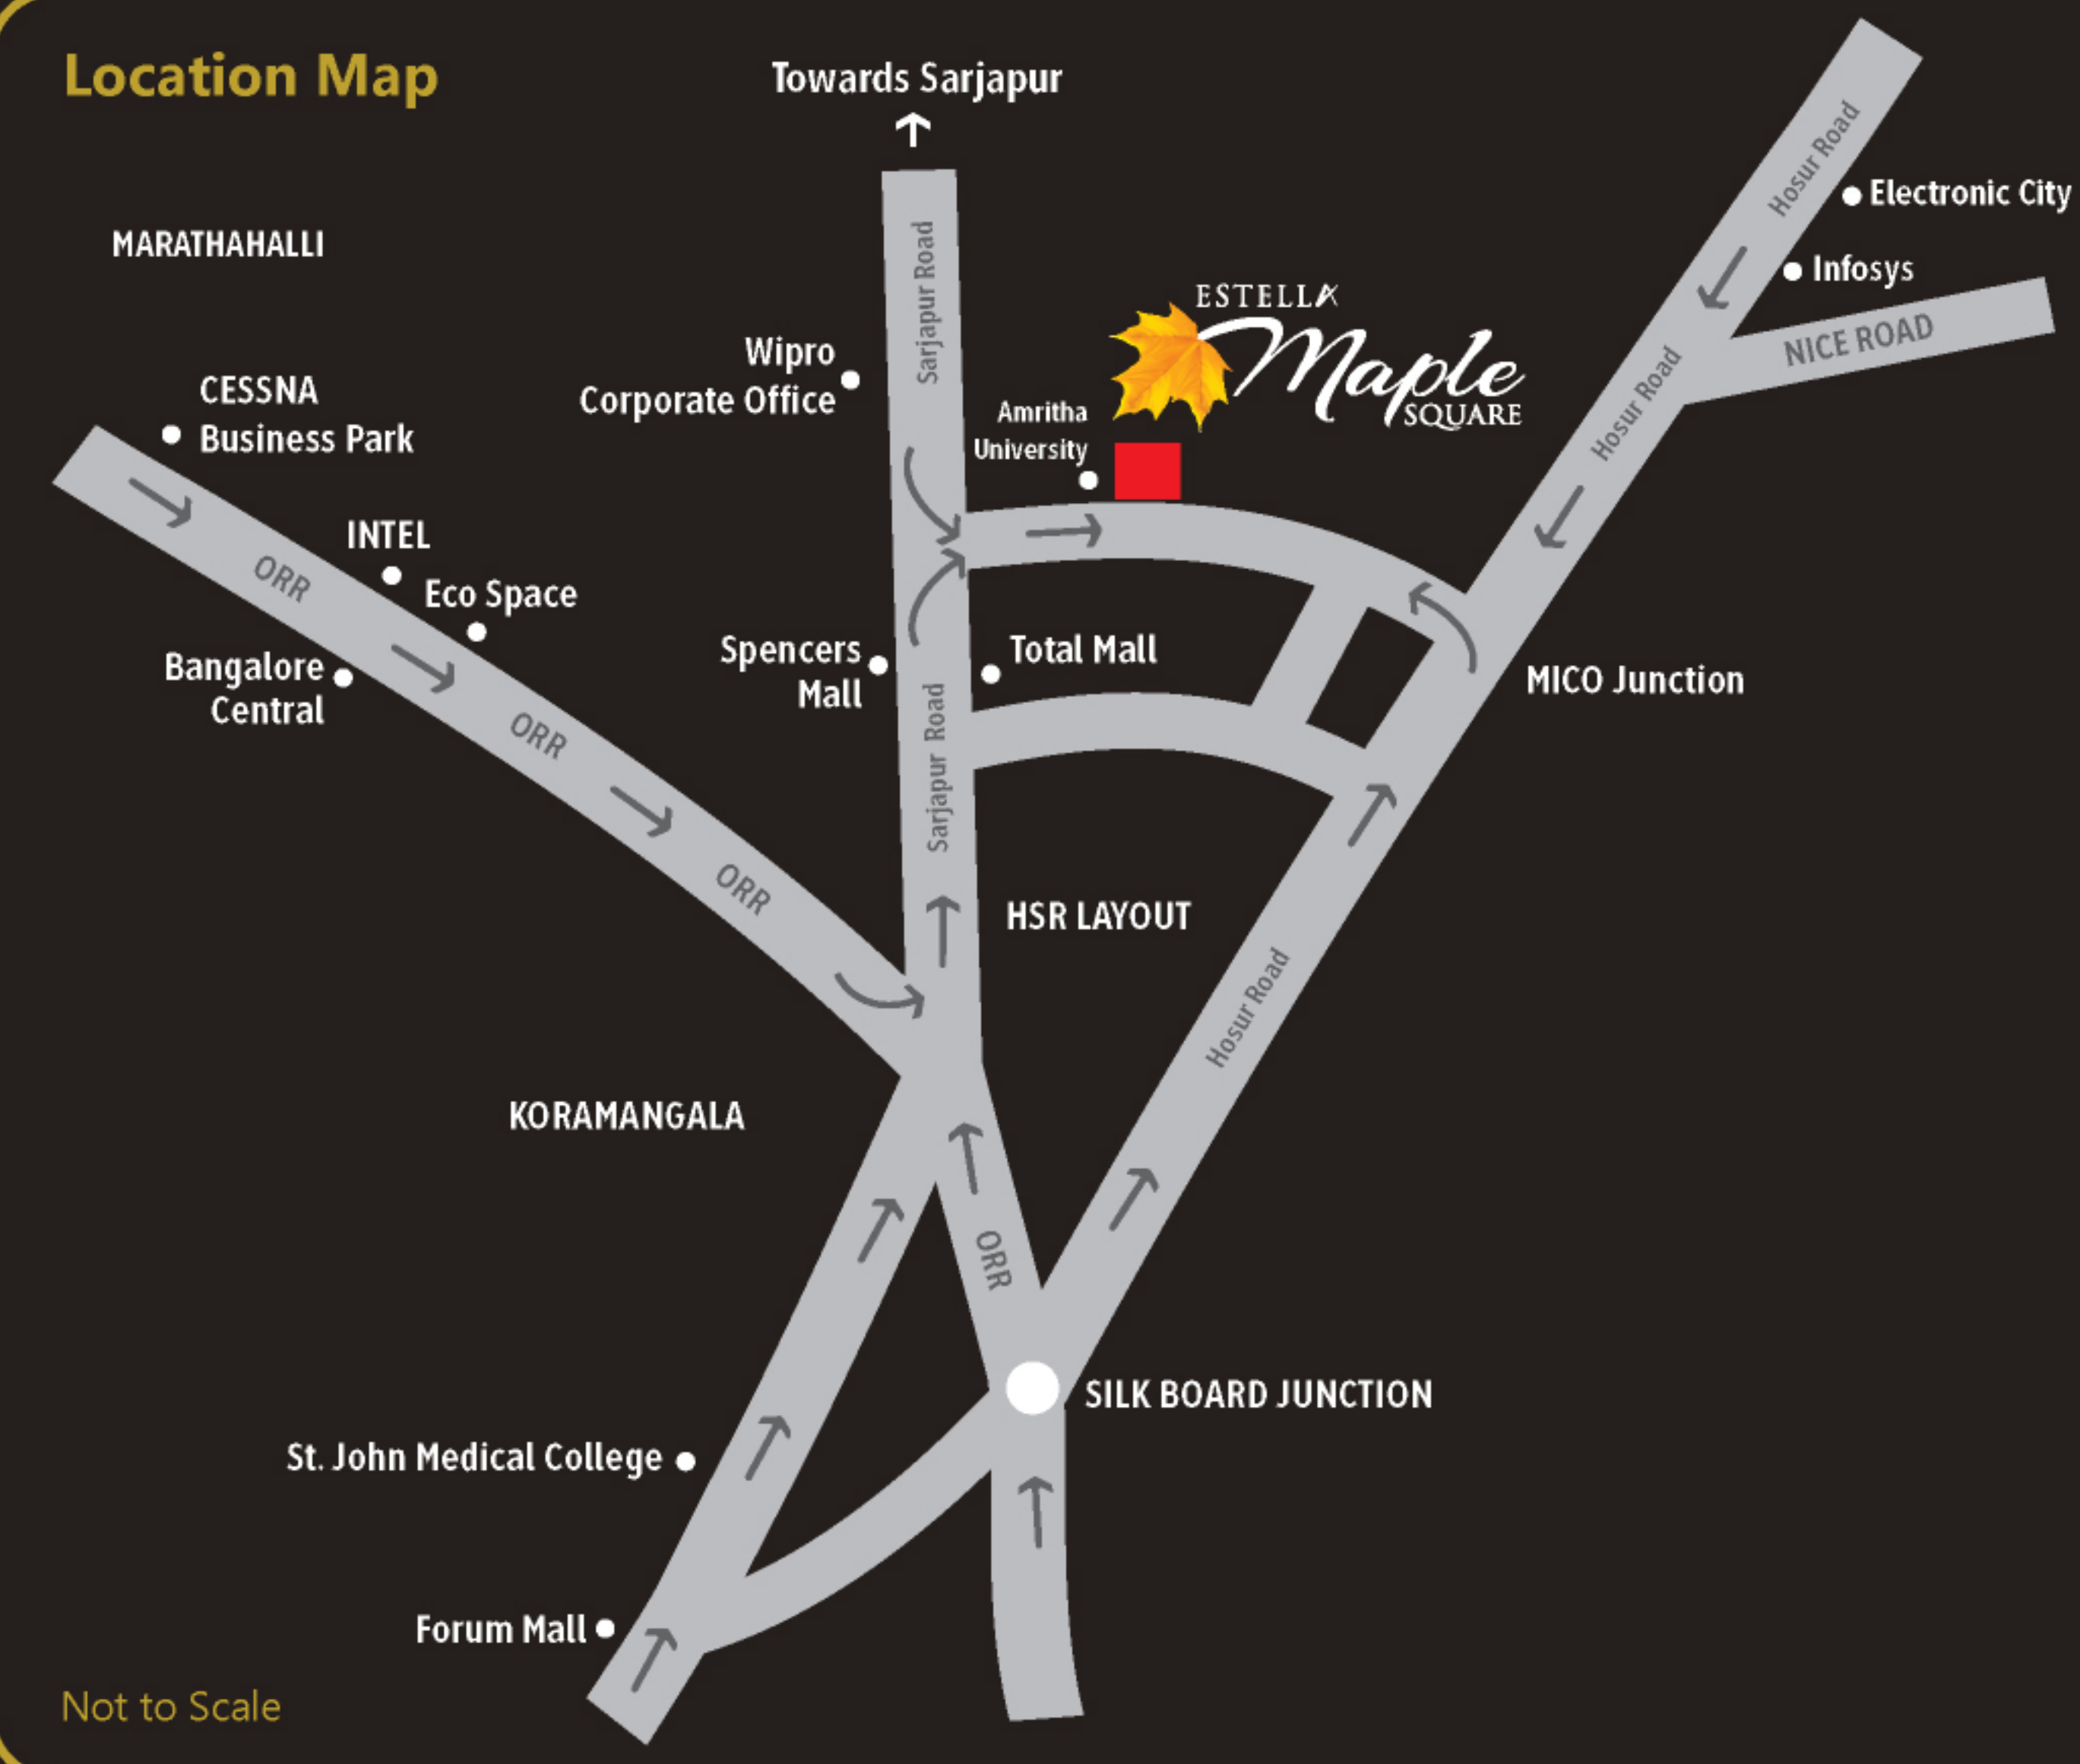 Location Map
Towards Sarjapur
MARATHAHALLI
Sarjapur Road
Hosur Road
Electronic City
Infosys
NICE ROAD
Hosur Road
ESTELLA
Maple
SQUARE
Wipro
Corporate Office
Amritha
University
CESSNA
Business Park
INTEL
Eco Space
ORR
Bangalore
Central
ORR
Spencers
Mall
Total Mall
MICO Junction
Sarjapur Road
ORR
HSR LAYOUT
Hosur Road
KORAMANGALA
ORR
SILK BOARD JUNCTION
St. John Medical College
Forum Mall
Not to Scale